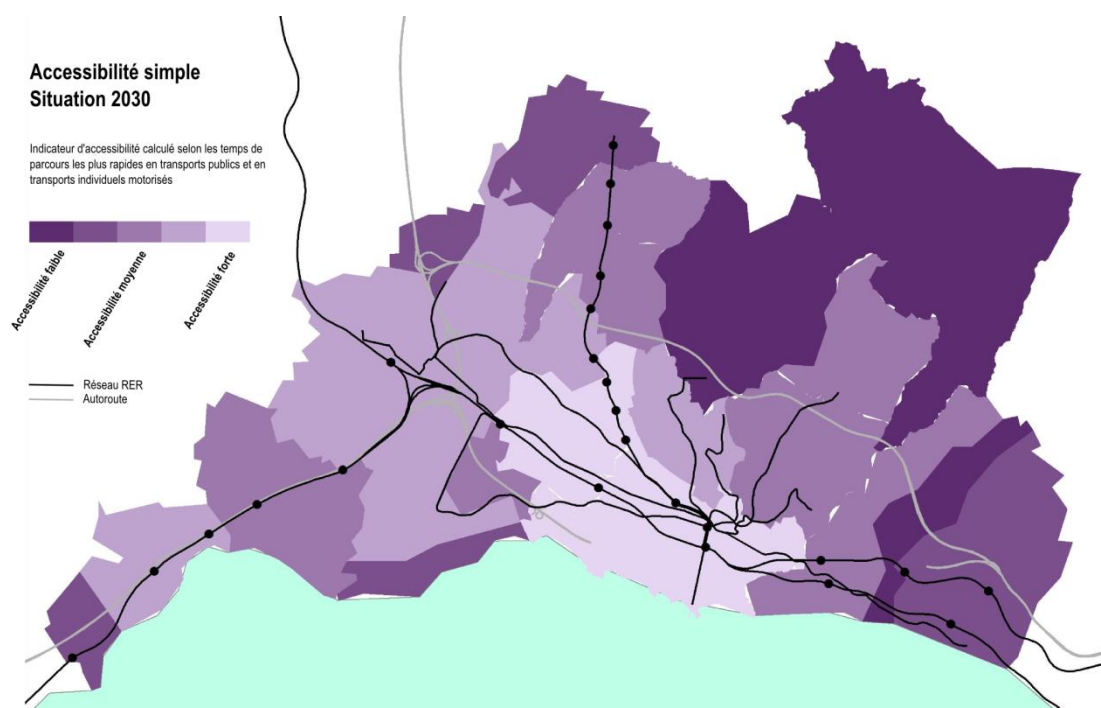 Accessibilité simple
Situation 2030
Indicateur d'accessibilité calculé selon les temps de
parcours les plus rapides en transports publics et en
transports individuels motorisés
Accessibilité faible
Accessibilité moyenne
Accessibilité forte
Réseau RER
Autoroute